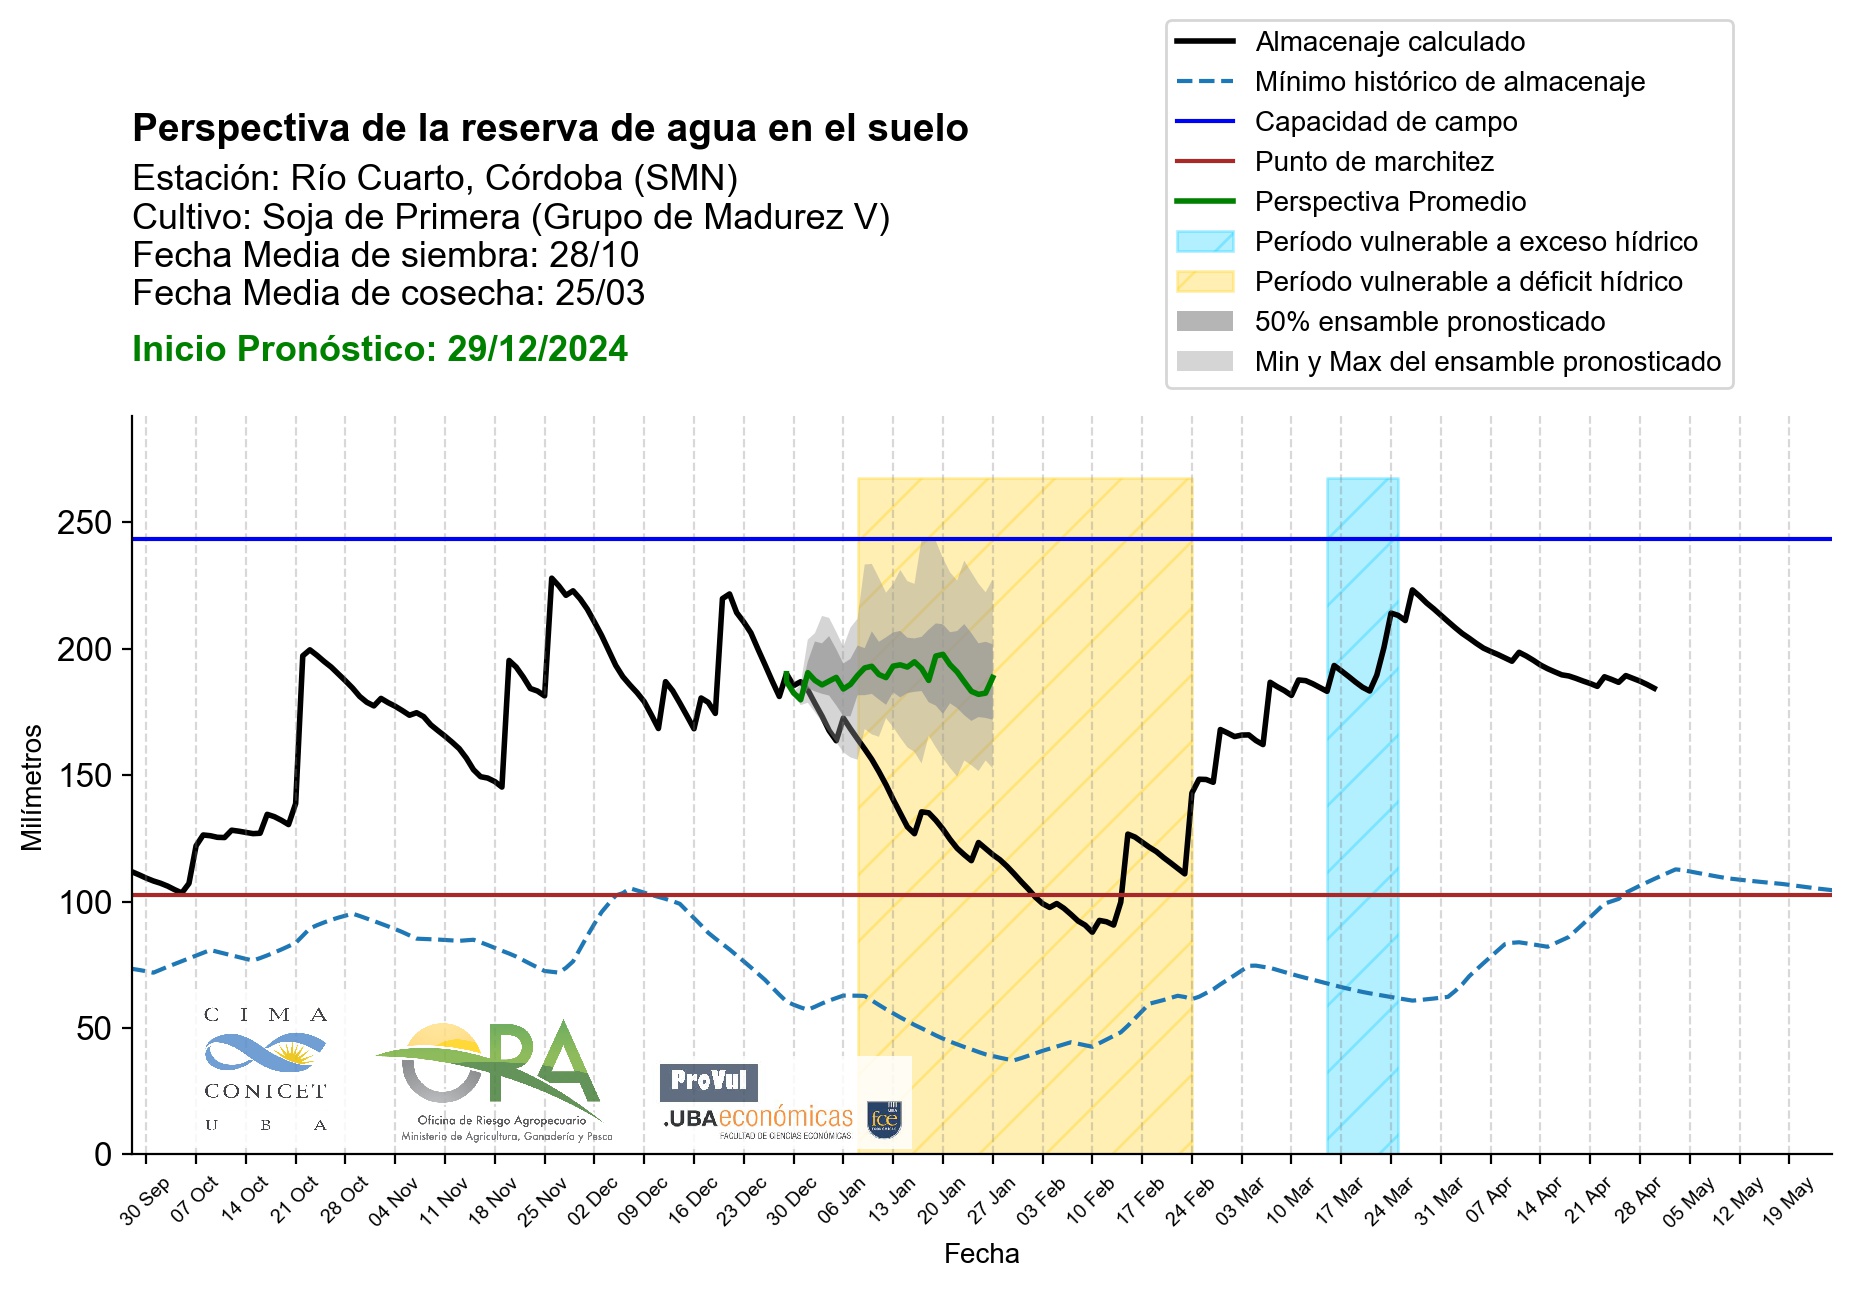 Almacenaje calculado
Mínimo histórico de almacenaje
Capacidad de campo
Punto de marchitez
Perspectiva Promedio
Período vulnerable a exceso hídrico
Período vulnerable a déficit hídrico
50% ensamble pronosticado
Min y Max del ensamble pronosticado
Perspectiva de la reserva de agua en el suelo
Estación: Río Cuarto, Córdoba (SMN)
Cultivo: Soja de Primera (Grupo de Madurez V)
Fecha Media de siembra: 28/10
Fecha Media de cosecha: 25/03
Inicio Pronóstico: 29/12/2024
Milímetros
250
200
150
100
50
0
C I M A
CONICET
U B A
ORA
Oficina de Riesgo Agropecuario
Ministerio de Agricultura, Ganadería y Pesca
ProVul
.UBAeconómicas
FACULTAD DE CIENCIAS ECONÓMICAS
fce
30 Sep
07 Oct
14 Oct
21 Oct
28 Oct
04 Nov
11 Nov
18 Nov
25 Nov
02 Dec
09 Dec
16 Dec
23 Dec
30 Dec
06 Jan
13 Jan
20 Jan
27 Jan
03 Feb
10 Feb
17 Feb
24 Feb
03 Mar
10 Mar
17 Mar
24 Mar
31 Mar
07 Apr
14 Apr
21 Apr
28 Apr
05 May
12 May
19 May
Fecha